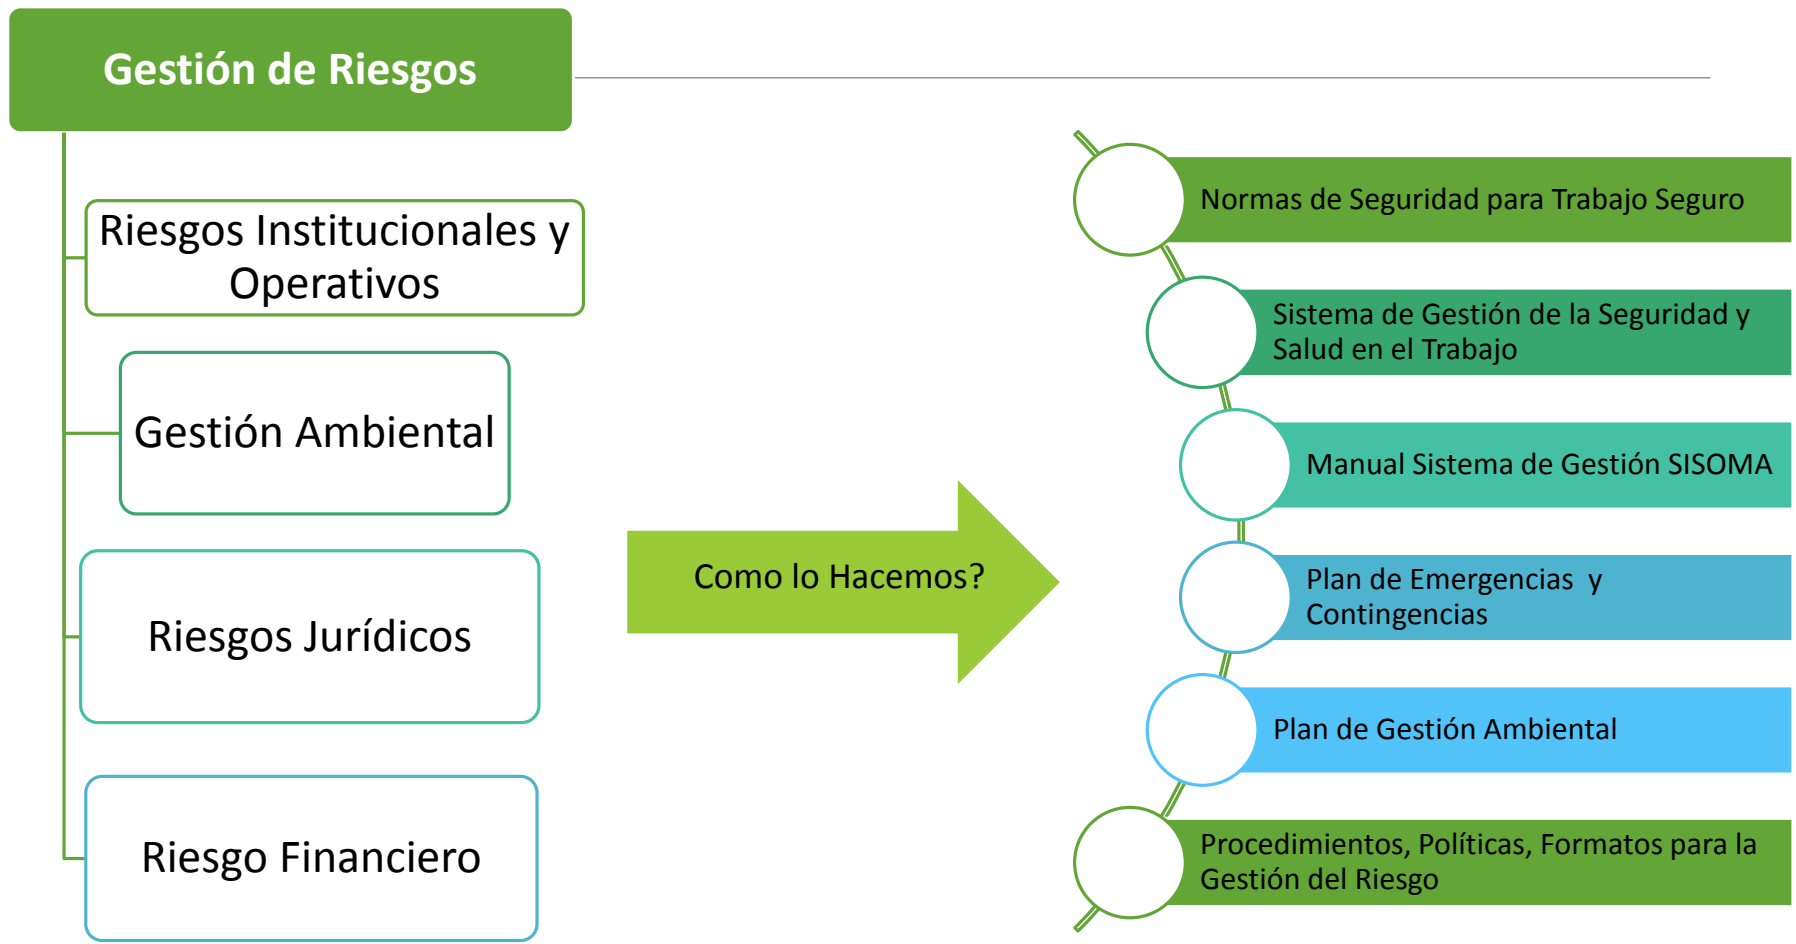 Gestión de Riesgos
Riesgos Institucionales y
Operativos
Gestión Ambiental
Riesgos Jurídicos
Riesgo Financiero
Como lo Hacemos?
Normas de Seguridad para Trabajo Seguro
Sistema de Gestión de la Seguridad y
Salud en el Trabajo
Manual Sistema de Gestión SISOMA
Plan de Emergencias y
Contingencias
Plan de Gestión Ambiental
Procedimientos, Políticas, Formatos para la
Gestión del Riesgo